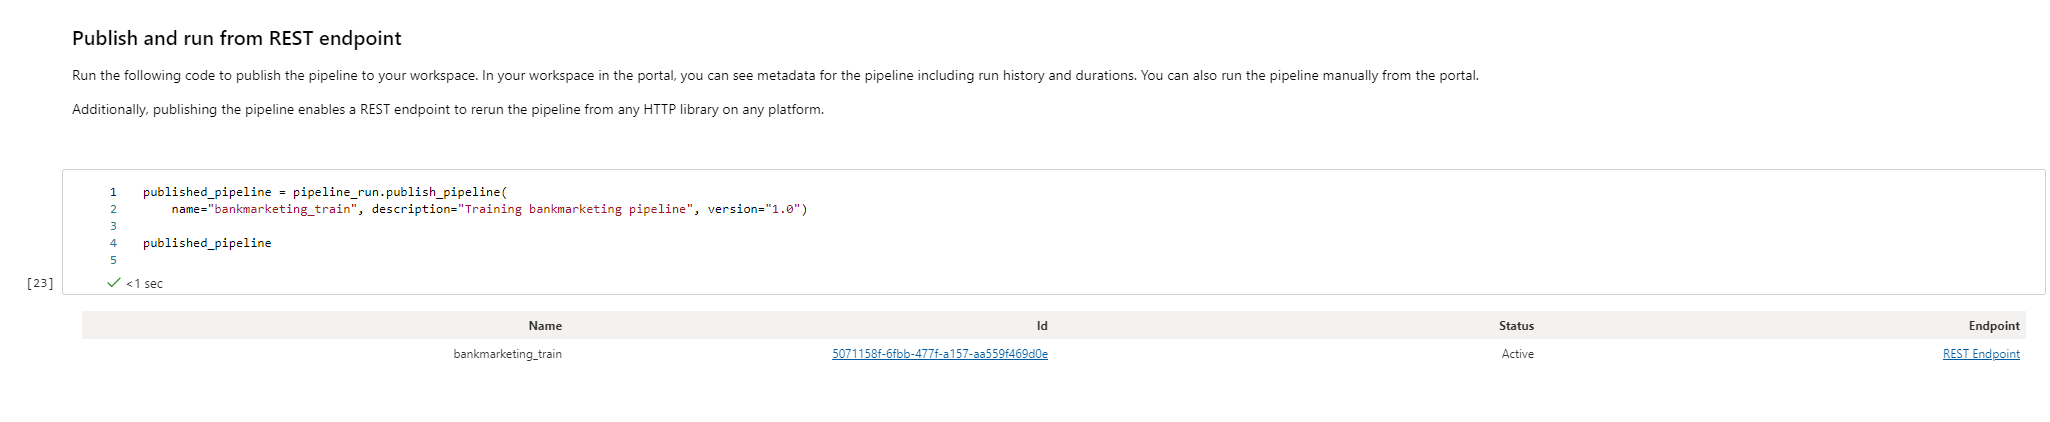 Publish and run from REST endpoint
Run the following code to publish the pipeline to your workspace. In your workspace in the portal, you can see metadata for the pipeline including run history and durations. You can also run the pipeline manually from the portal.
Additionally, publishing the pipeline enables a REST endpoint to rerun the pipeline from any HTTP library on any platform.
1 published_pipeline = pipeline_run.publish_pipeline(
2     name="bankmarketing_train", description="Training bankmarketing pipeline", version="1.0")
3
4 published_pipeline
5
[23] <1 sec
Name Id Status Endpoint
bankmarketing_train 5071158f-6fbb-477f-a157-aa559f469d0e Active REST Endpoint